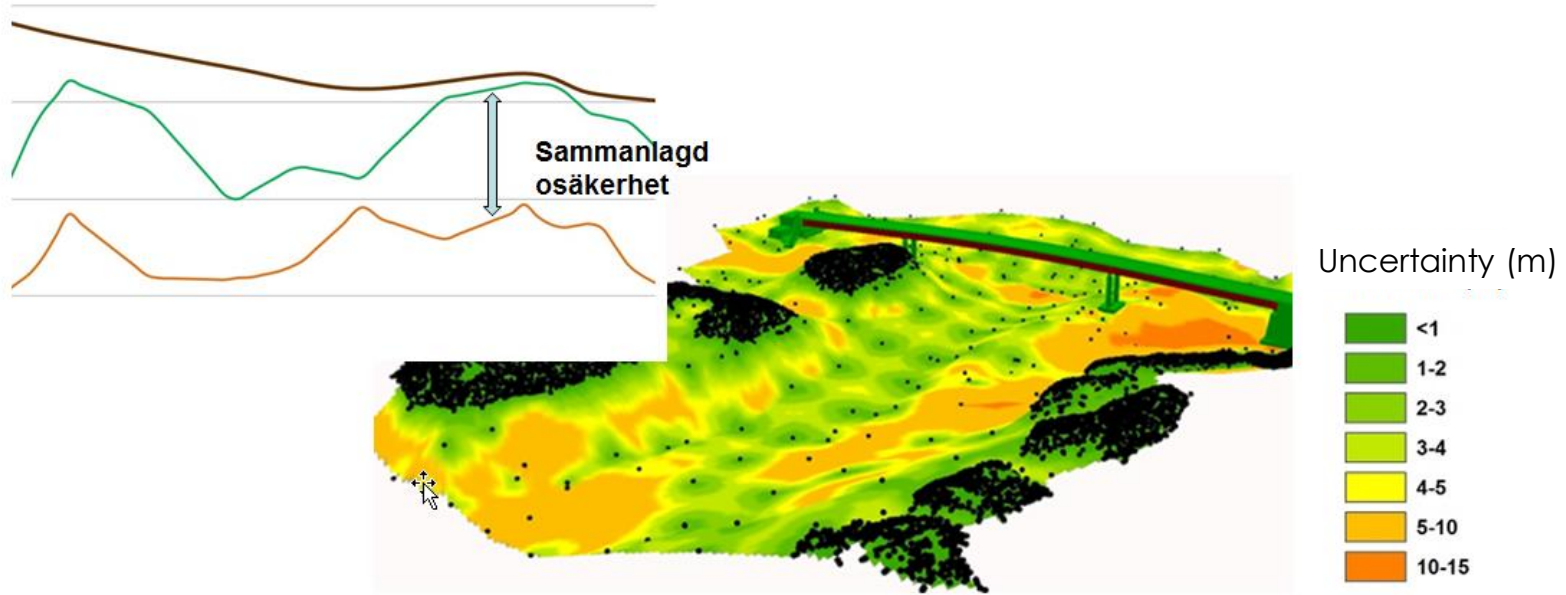 Sammanlagd
osäkerhet
Uncertainty (m)
<1
1-2
2-3
3-4
4-5
5-10
10-15